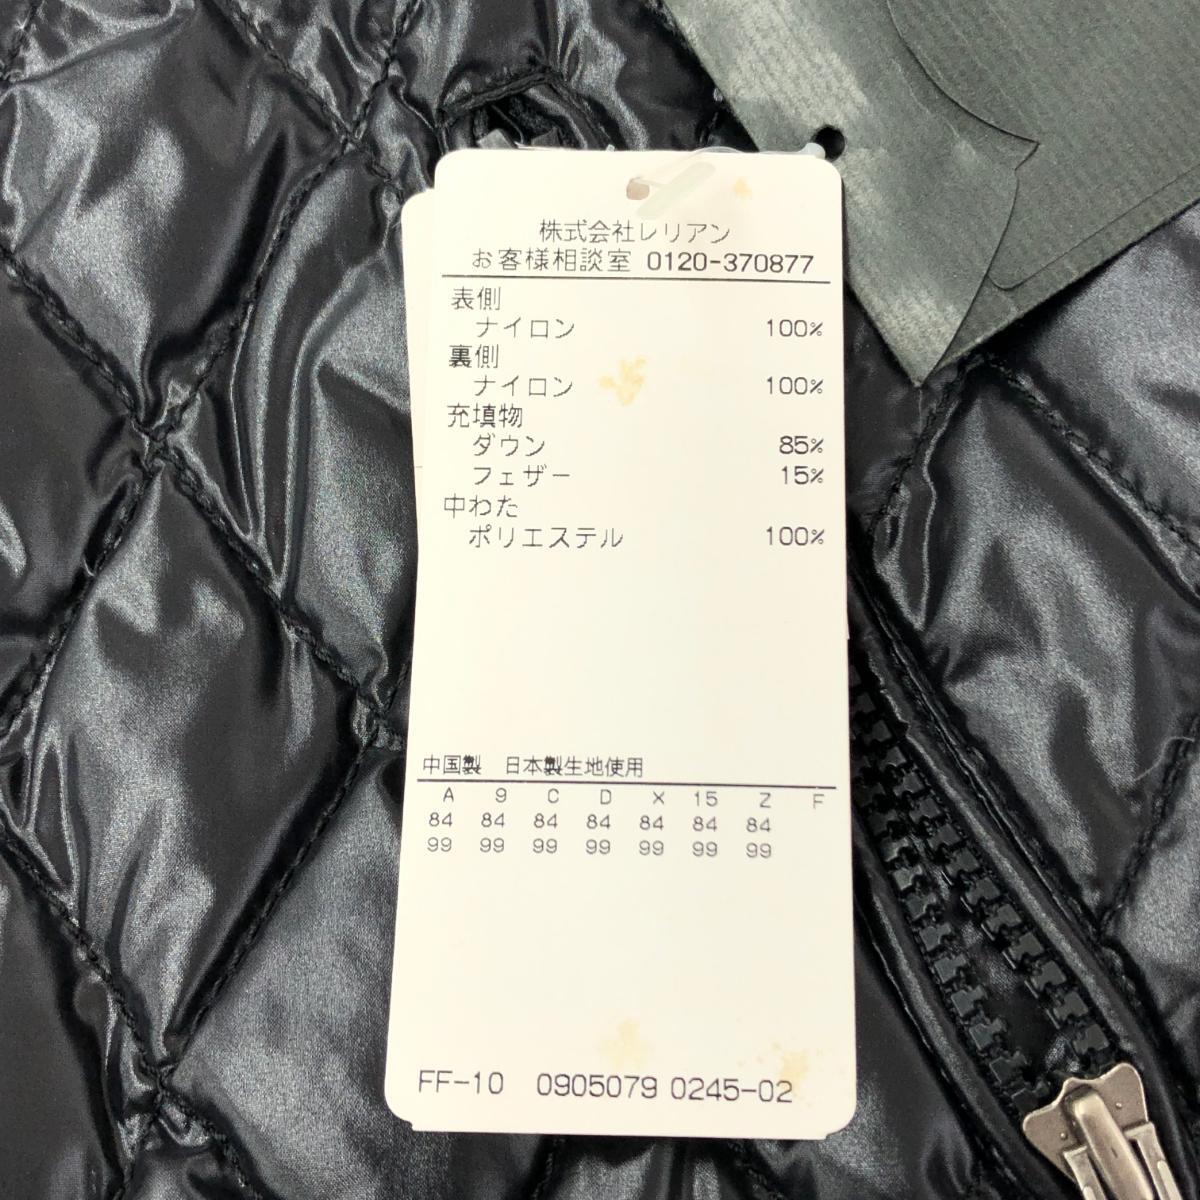 株式会社レリアン
お客様相談室 0120-370877
表側
ナイロン 100%
裏側
ナイロン 100%
充填物
ダウン 85%
フェザー 15%
中わた
ポリエステル 100%
中国製 日本製生地使用
A 9 C D X 15 Z F
84 84 84 84 84 84 84
99 99 99 99 99 99 99
FF-10 0905079 0245-02